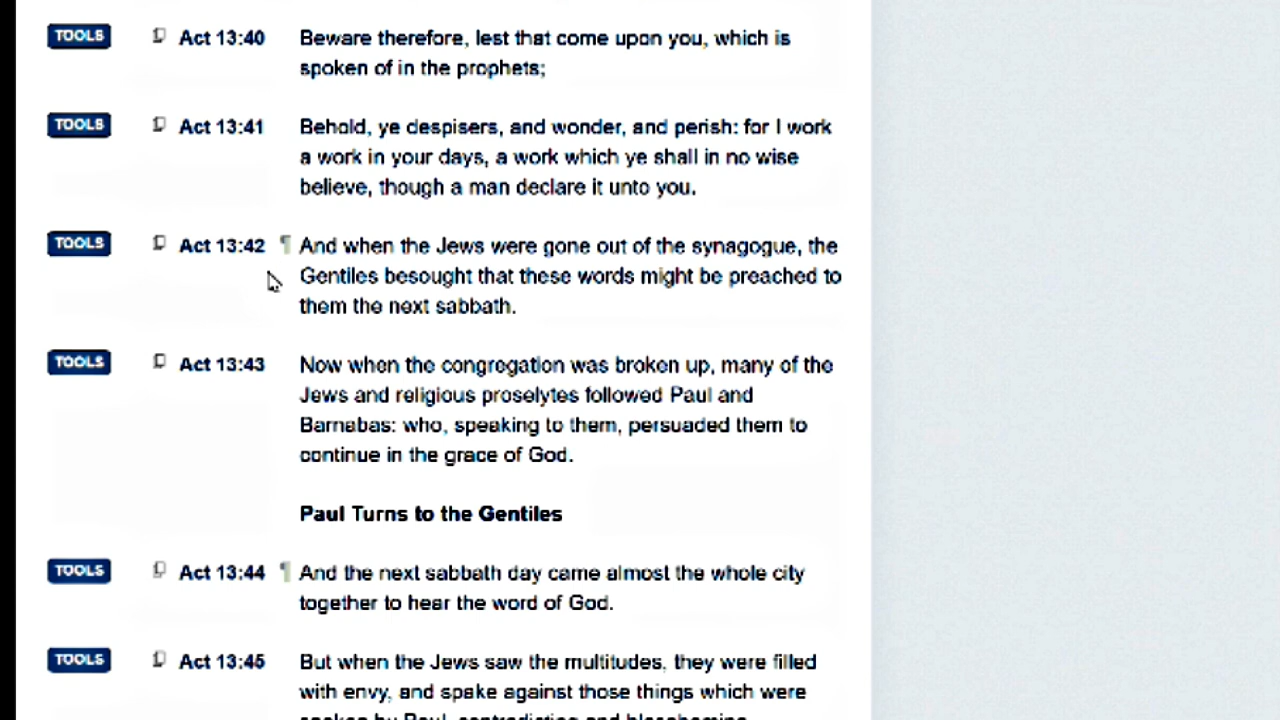 TOOLS Act 13:40 Beware therefore, lest that come upon you, which is
spoken of in the prophets;
TOOLS Act 13:41 Behold, ye despisers, and wonder, and perish: for I work
a work in your days, a work which ye shall in no wise
believe, though a man declare it unto you.
TOOLS Act 13:42 ¶ And when the Jews were gone out of the synagogue, the
Gentiles besought that these words might be preached to
them the next sabbath.
TOOLS Act 13:43 Now when the congregation was broken up, many of the
Jews and religious proselytes followed Paul and
Barnabas: who, speaking to them, persuaded them to
continue in the grace of God.
Paul Turns to the Gentiles
TOOLS Act 13:44 ¶ And the next sabbath day came almost the whole city
together to hear the word of God.
TOOLS Act 13:45 But when the Jews saw the multitudes, they were filled
with envy, and spake against those things which were
spoken by Paul, contradicting and blaspheming.